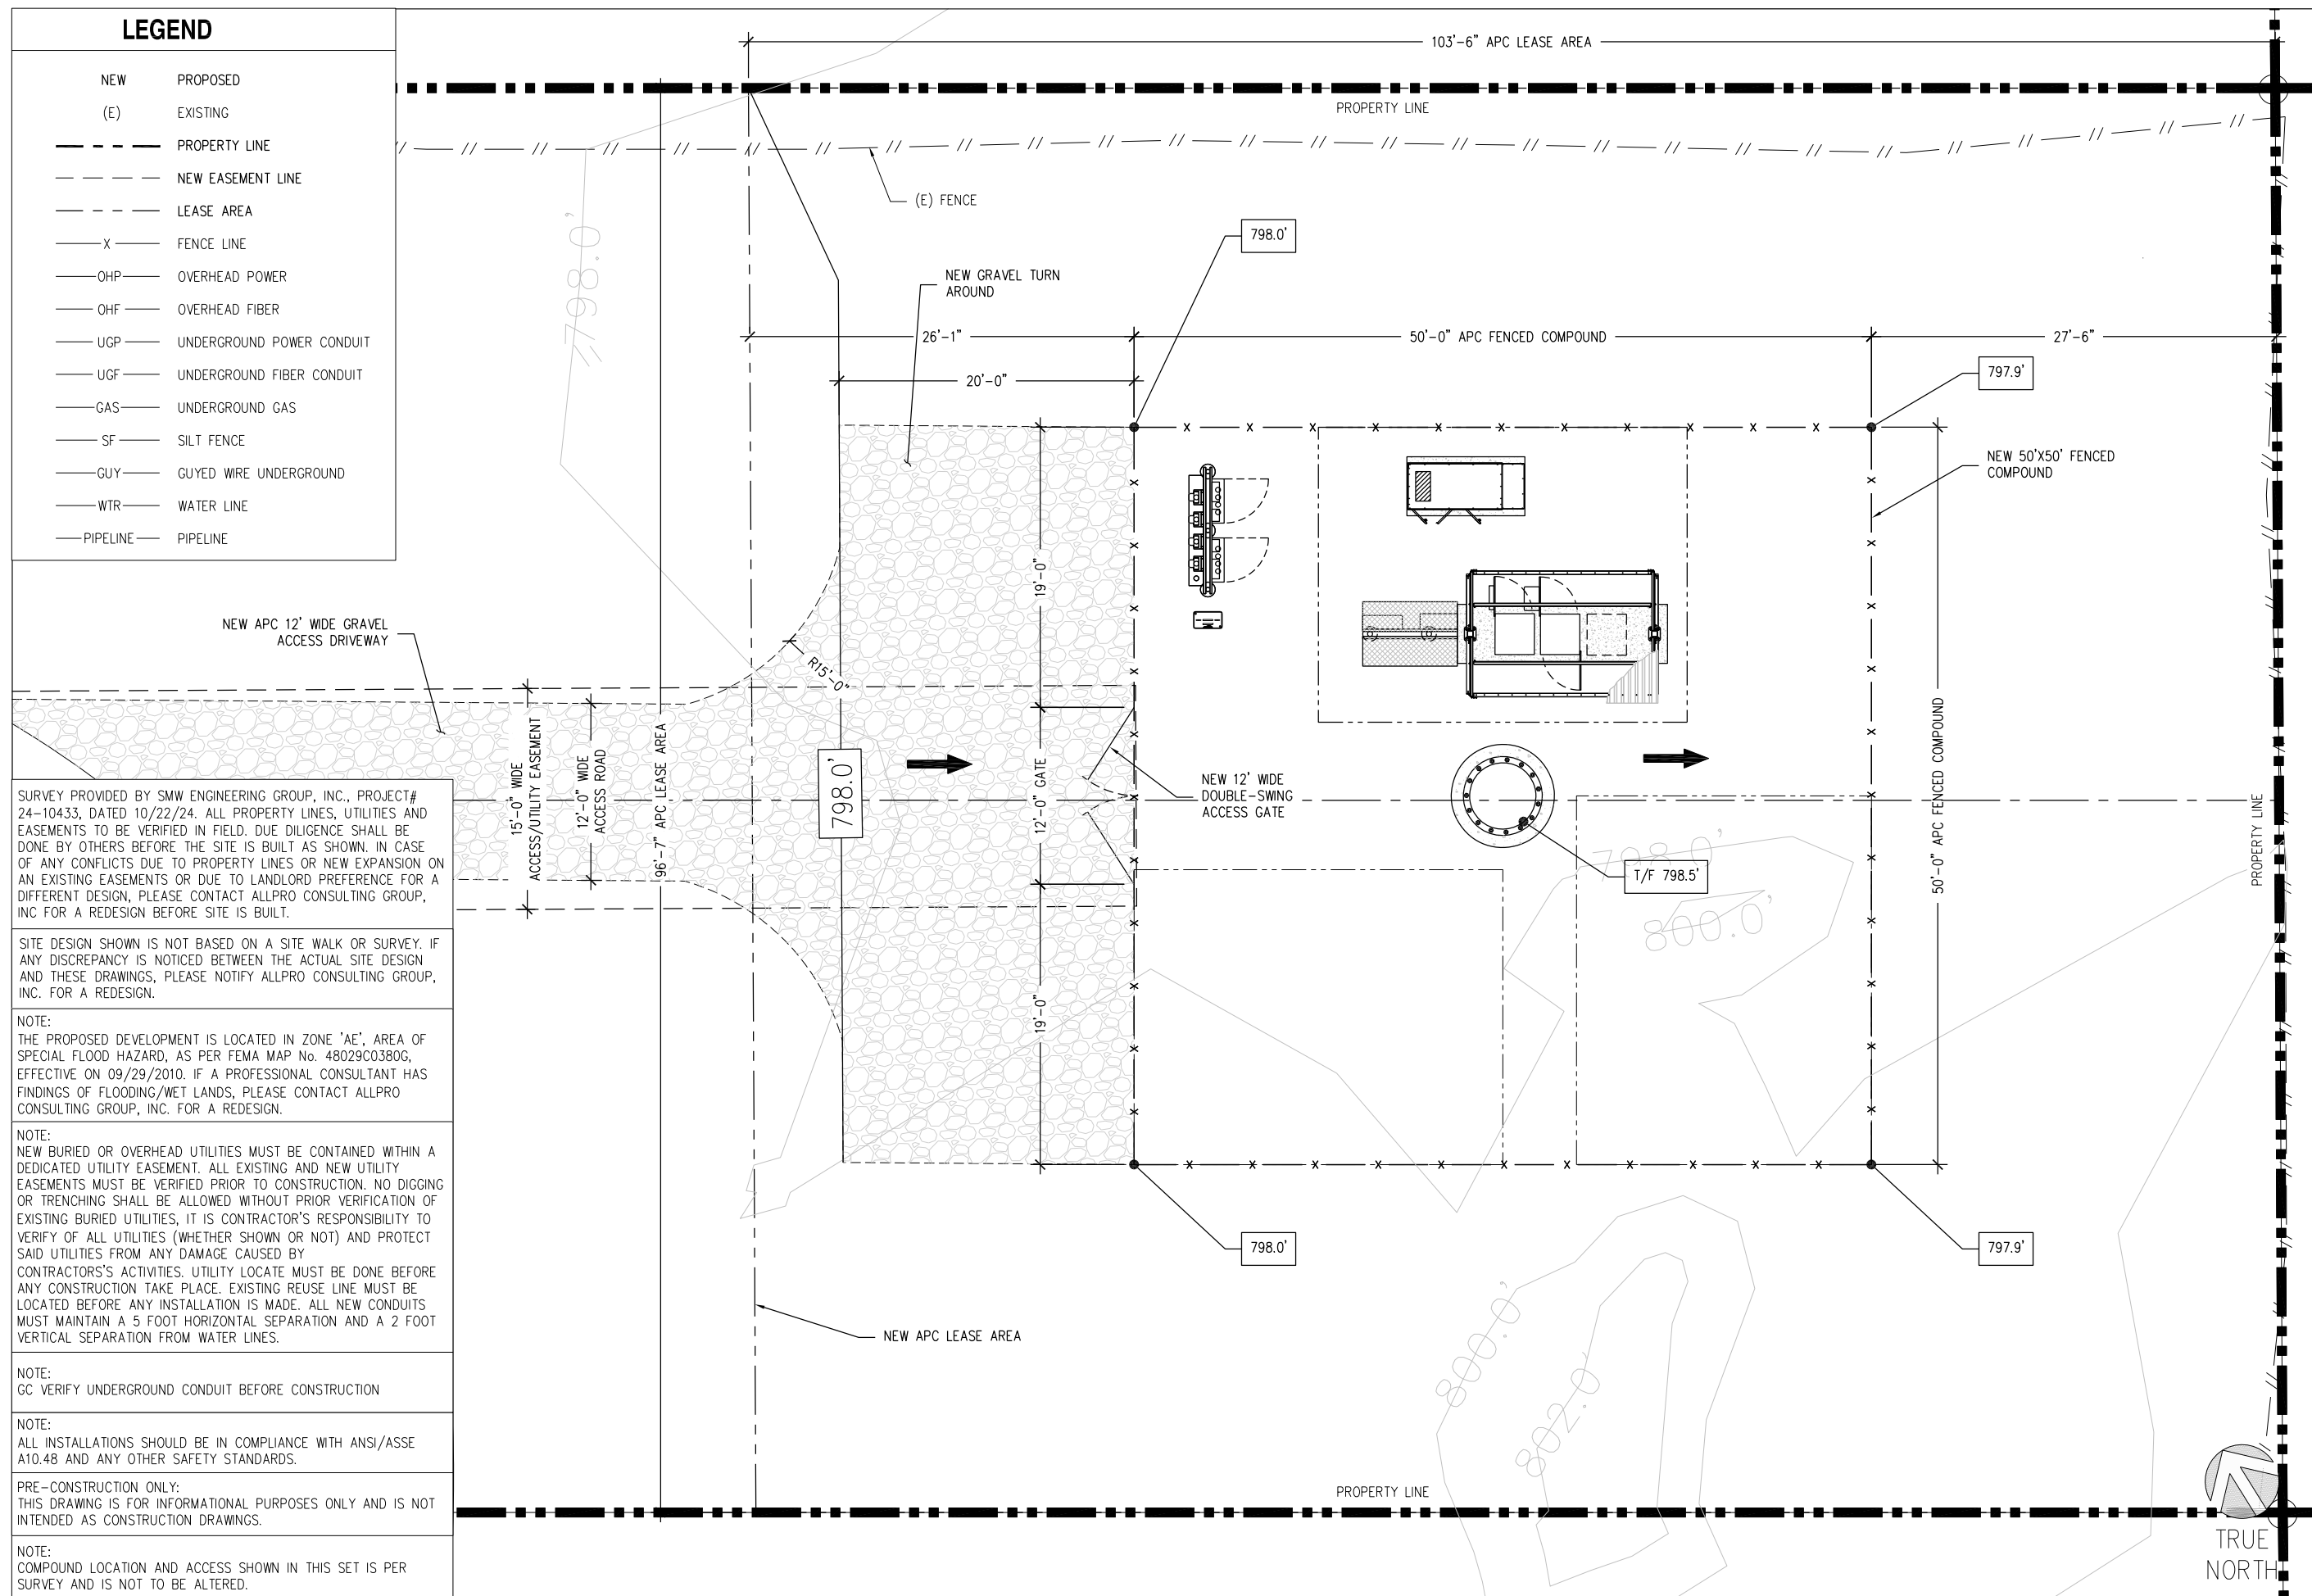 LEGEND
NEW PROPOSED
(E) EXISTING
PROPERTY LINE
NEW EASEMENT LINE
LEASE AREA
X FENCE LINE
OHP OVERHEAD POWER
OHF OVERHEAD FIBER
UGP UNDERGROUND POWER CONDUIT
UGF UNDERGROUND FIBER CONDUIT
GAS UNDERGROUND GAS
SF SILT FENCE
GUY GUYED WIRE UNDERGROUND
WTR WATER LINE
PIPELINE PIPELINE
103'-6" APC LEASE AREA
PROPERTY LINE
(E) FENCE
798.0'
798.0'
NEW GRAVEL TURN
AROUND
26'-1"
50'-0" APC FENCED COMPOUND
27'-6"
20'-0"
797.9'
NEW 50'X50' FENCED
COMPOUND
19'-0"
NEW APC 12' WIDE GRAVEL
ACCESS DRIVEWAY
R15'-0"
15'-0" WIDE
ACCESS/UTILITY EASEMENT
12'-0" WIDE
ACCESS ROAD
96'-7" APC LEASE AREA
798.0'
12'-0" GATE
NEW 12' WIDE
DOUBLE-SWING
ACCESS GATE
50'-0" APC FENCED COMPOUND
PROPERTY LINE
798.0'
T/F 798.5'
800.0'
19'-0"
798.0'
797.9'
NEW APC LEASE AREA
800.0'
802.0'
PROPERTY LINE
TRUE
NORTH
SURVEY PROVIDED BY SMW ENGINEERING GROUP, INC., PROJECT#
24-10433, DATED 10/22/24. ALL PROPERTY LINES, UTILITIES AND
EASEMENTS TO BE VERIFIED IN FIELD. DUE DILIGENCE SHALL BE
DONE BY OTHERS BEFORE THE SITE IS BUILT AS SHOWN. IN CASE
OF ANY CONFLICTS DUE TO PROPERTY LINES OR NEW EXPANSION ON
AN EXISTING EASEMENTS OR DUE TO LANDLORD PREFERENCE FOR A
DIFFERENT DESIGN, PLEASE CONTACT ALLPRO CONSULTING GROUP,
INC FOR A REDESIGN BEFORE SITE IS BUILT.
SITE DESIGN SHOWN IS NOT BASED ON A SITE WALK OR SURVEY. IF
ANY DISCREPANCY IS NOTICED BETWEEN THE ACTUAL SITE DESIGN
AND THESE DRAWINGS, PLEASE NOTIFY ALLPRO CONSULTING GROUP,
INC. FOR A REDESIGN.
NOTE:
THE PROPOSED DEVELOPMENT IS LOCATED IN ZONE 'AE', AREA OF
SPECIAL FLOOD HAZARD, AS PER FEMA MAP No. 48029C0380G,
EFFECTIVE ON 09/29/2010. IF A PROFESSIONAL CONSULTANT HAS
FINDINGS OF FLOODING/WET LANDS, PLEASE CONTACT ALLPRO
CONSULTING GROUP, INC. FOR A REDESIGN.
NOTE:
NEW BURIED OR OVERHEAD UTILITIES MUST BE CONTAINED WITHIN A
DEDICATED UTILITY EASEMENT. ALL EXISTING AND NEW UTILITY
EASEMENTS MUST BE VERIFIED PRIOR TO CONSTRUCTION. NO DIGGING
OR TRENCHING SHALL BE ALLOWED WITHOUT PRIOR VERIFICATION OF
EXISTING BURIED UTILITIES, IT IS CONTRACTOR'S RESPONSIBILITY TO
VERIFY OF ALL UTILITIES (WHETHER SHOWN OR NOT) AND PROTECT
SAID UTILITIES FROM ANY DAMAGE CAUSED BY
CONTRACTORS'S ACTIVITIES. UTILITY LOCATE MUST BE DONE BEFORE
ANY CONSTRUCTION TAKE PLACE. EXISTING REUSE LINE MUST BE
LOCATED BEFORE ANY INSTALLATION IS MADE. ALL NEW CONDUITS
MUST MAINTAIN A 5 FOOT HORIZONTAL SEPARATION AND A 2 FOOT
VERTICAL SEPARATION FROM WATER LINES.
NOTE:
GC VERIFY UNDERGROUND CONDUIT BEFORE CONSTRUCTION
NOTE:
ALL INSTALLATIONS SHOULD BE IN COMPLIANCE WITH ANSI/ASSE
A10.48 AND ANY OTHER SAFETY STANDARDS.
PRE-CONSTRUCTION ONLY:
THIS DRAWING IS FOR INFORMATIONAL PURPOSES ONLY AND IS NOT
INTENDED AS CONSTRUCTION DRAWINGS.
NOTE:
COMPOUND LOCATION AND ACCESS SHOWN IN THIS SET IS PER
SURVEY AND IS NOT TO BE ALTERED.